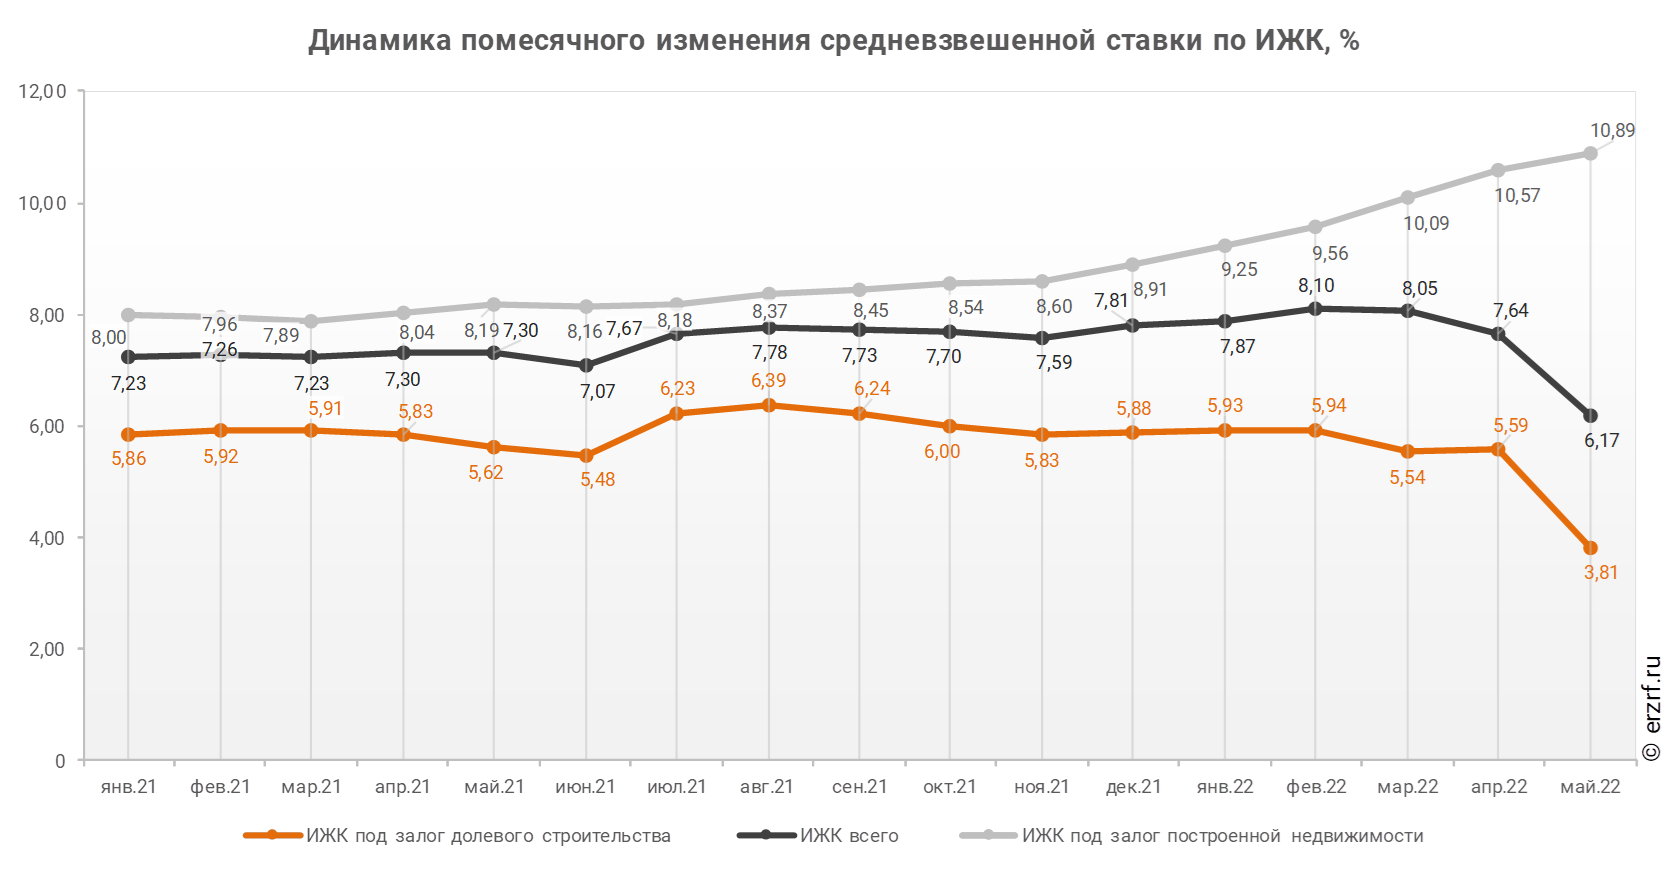 Динамика помесячного изменения средневзвешенной ставки по ИЖК, %
12,00
10,00
8,00
6,00
4,00
2,00
0
8,00 7,96 7,89 8,04 8,19 8,16 8,18 8,37 8,45 8,54 8,60 8,91 9,25 9,56 10,09 10,57 10,89
7,23 7,26 7,23 7,30 7,30 7,07 7,67 7,78 7,73 7,70 7,59 7,81 7,87 8,10 8,05 7,64 6,17
5,86 5,92 5,91 5,83 5,62 5,48 6,23 6,39 6,24 6,00 5,83 5,88 5,93 5,94 5,54 5,59 3,81
янв.21 фев.21 мар.21 апр.21 май.21 июн.21 июл.21 авг.21 сен.21 окт.21 ноя.21 дек.21 янв.22 фев.22 мар.22 апр.22 май.22
ИЖК под залог долевого строительства ИЖК всего ИЖК под залог построенной недвижимости
© erzrf.ru